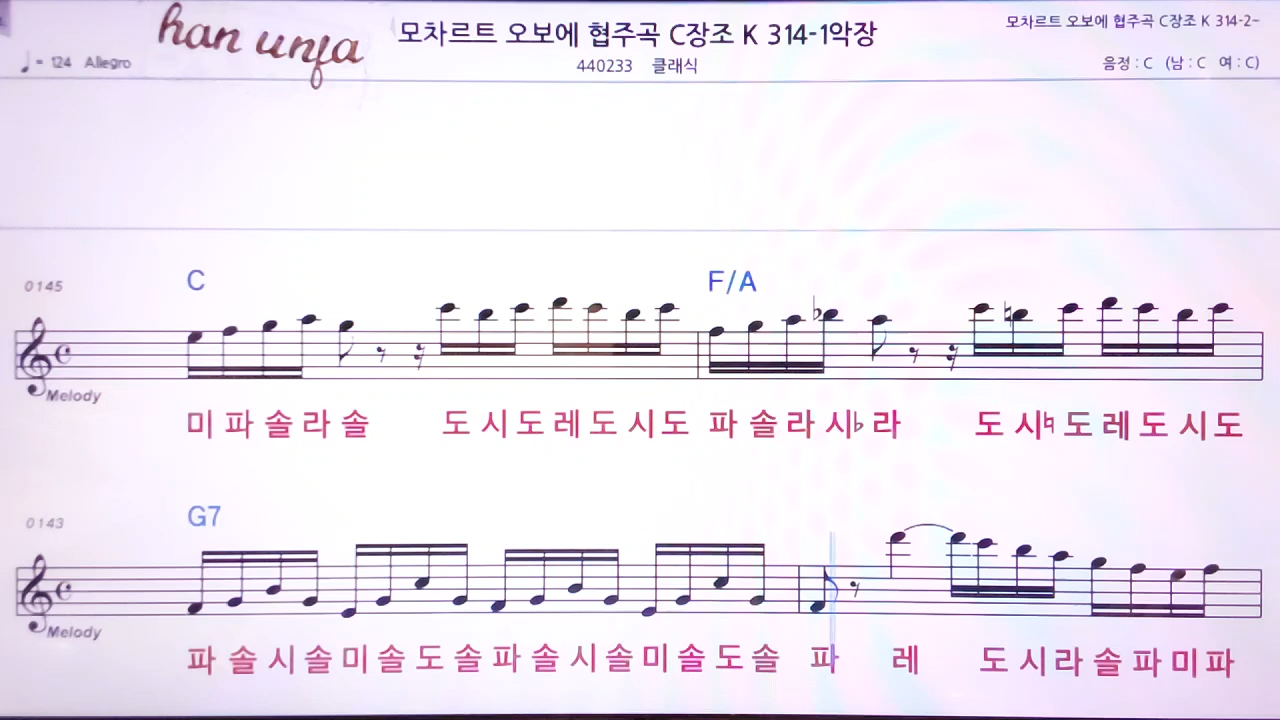 han unfa
모차르트 오보에 협주곡 C장조 K 314-1악장
모차르트 오보에 협주곡 C장조 K 314-2-
♩= 124 Allegro
440233 클래식
음정 : C (남 : C 여 : C)
C F/A
0145
Melody
미 파 솔 라 솔 도 시 도 레 도 시 도 파 솔 라 시♭ 라 도 시♮ 도 레 도 시 도
G7
0143
Melody
파 솔 시 솔 미 솔 도 솔 파 솔 시 솔 미 솔 도 솔 파 레 도 시 라 솔 파 미 파